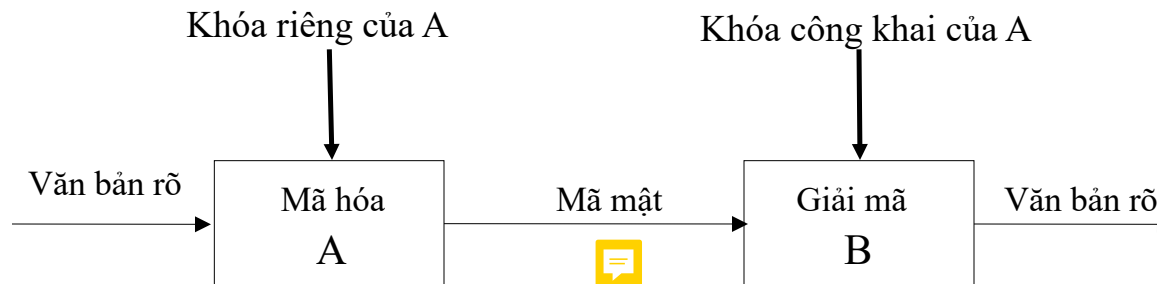 Khóa riêng của A
Khóa công khai của A
Văn bản rõ
Mã hóa
A
Mã mật
Giải mã
B
Văn bản rõ